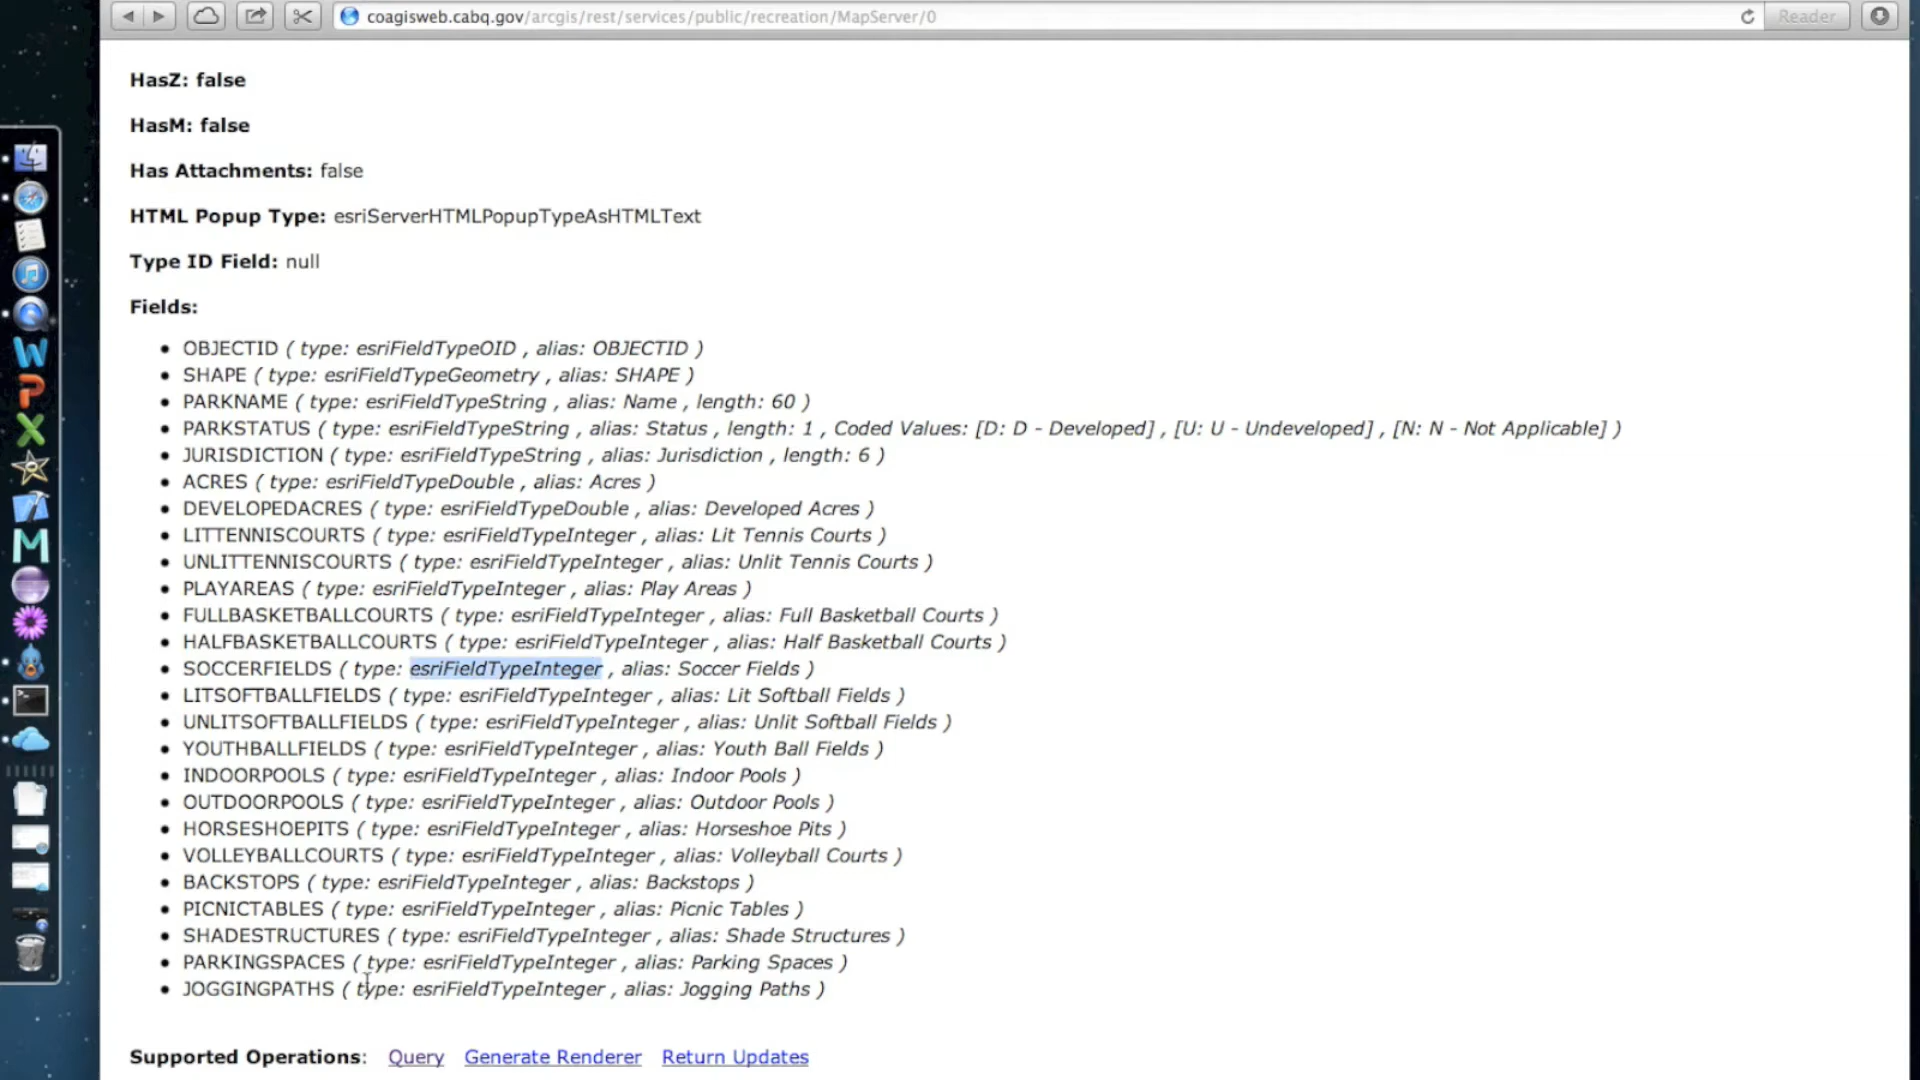 coagisweb.cabq.gov/arcgis/rest/services/public/recreation/MapServer/0
Reader
HasZ: false
HasM: false
Has Attachments: false
HTML Popup Type: esriServerHTMLPopupTypeAsHTMLText
Type ID Field: null
Fields:
• OBJECTID ( type: esriFieldTypeOID , alias: OBJECTID )
• SHAPE ( type: esriFieldTypeGeometry , alias: SHAPE )
• PARKNAME ( type: esriFieldTypeString , alias: Name , length: 60 )
• PARKSTATUS ( type: esriFieldTypeString , alias: Status , length: 1 , Coded Values: [D: D - Developed] , [U: U - Undeveloped] , [N: N - Not Applicable] )
• JURISDICTION ( type: esriFieldTypeString , alias: Jurisdiction , length: 6 )
• ACRES ( type: esriFieldTypeDouble , alias: Acres )
• DEVELOPEDACRES ( type: esriFieldTypeDouble , alias: Developed Acres )
• LITTENNISCOURTS ( type: esriFieldTypeInteger , alias: Lit Tennis Courts )
• UNLITTENNISCOURTS ( type: esriFieldTypeInteger , alias: Unlit Tennis Courts )
• PLAYAREAS ( type: esriFieldTypeInteger , alias: Play Areas )
• FULLBASKETBALLCOURTS ( type: esriFieldTypeInteger , alias: Full Basketball Courts )
• HALFBASKETBALLCOURTS ( type: esriFieldTypeInteger , alias: Half Basketball Courts )
• SOCCERFIELDS ( type: esriFieldTypeInteger , alias: Soccer Fields )
• LITSOFTBALLFIELDS ( type: esriFieldTypeInteger , alias: Lit Softball Fields )
• UNLITSOFTBALLFIELDS ( type: esriFieldTypeInteger , alias: Unlit Softball Fields )
• YOUTHBALLFIELDS ( type: esriFieldTypeInteger , alias: Youth Ball Fields )
• INDOORPOOLS ( type: esriFieldTypeInteger , alias: Indoor Pools )
• OUTDOORPOOLS ( type: esriFieldTypeInteger , alias: Outdoor Pools )
• HORSESHOEPITS ( type: esriFieldTypeInteger , alias: Horseshoe Pits )
• VOLLEYBALLCOURTS ( type: esriFieldTypeInteger , alias: Volleyball Courts )
• BACKSTOPS ( type: esriFieldTypeInteger , alias: Backstops )
• PICNICTABLES ( type: esriFieldTypeInteger , alias: Picnic Tables )
• SHADESTRUCTURES ( type: esriFieldTypeInteger , alias: Shade Structures )
• PARKINGSPACES ( type: esriFieldTypeInteger , alias: Parking Spaces )
• JOGGINGPATHS ( type: esriFieldTypeInteger , alias: Jogging Paths )
Supported Operations: Query Generate Renderer Return Updates